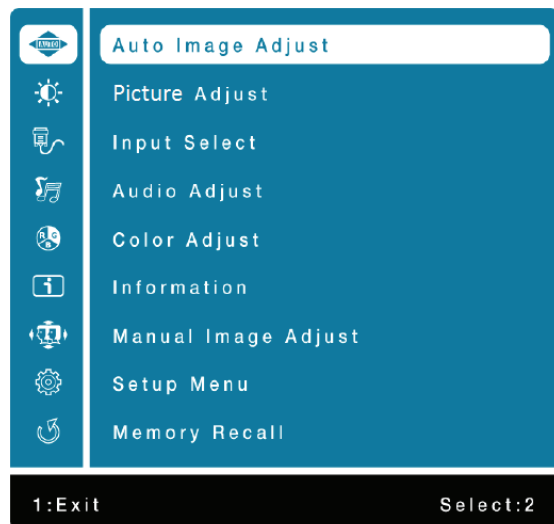 Auto Image Adjust
Picture Adjust
Input Select
Audio Adjust
Color Adjust
Information
Manual Image Adjust
Setup Menu
Memory Recall
1:Exit Select:2